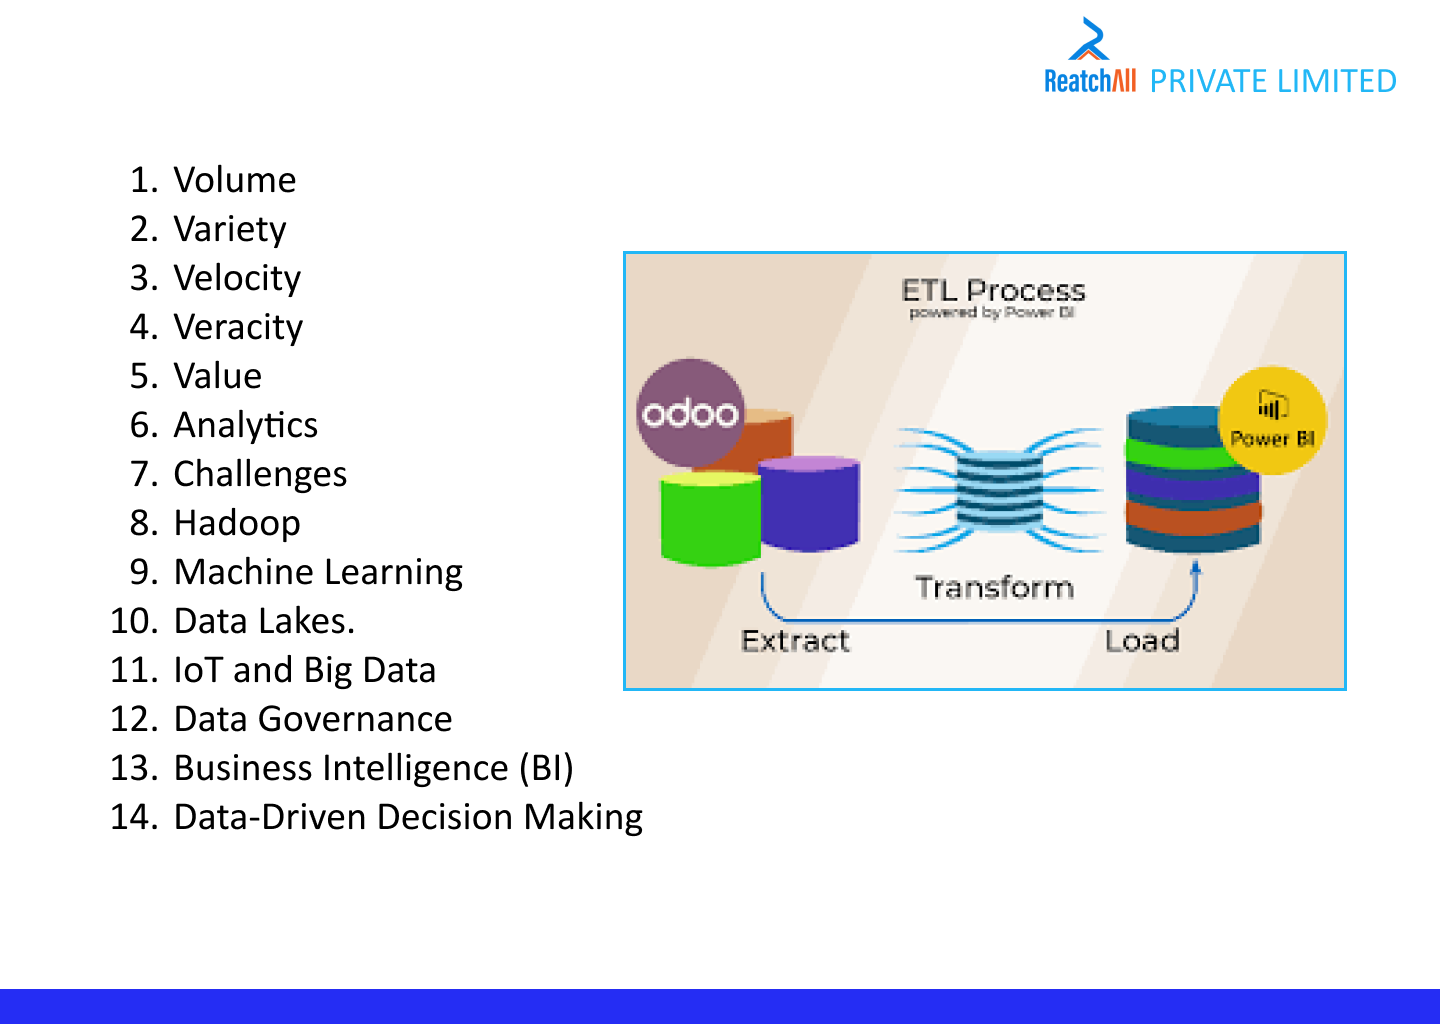 ReatchAll PRIVATE LIMITED
1. Volume
2. Variety
3. Velocity
4. Veracity
5. Value
6. Analytics
7. Challenges
8. Hadoop
9. Machine Learning
10. Data Lakes.
11. IoT and Big Data
12. Data Governance
13. Business Intelligence (BI)
14. Data-Driven Decision Making
ETL Process
powered by Power BI
odoo
Power BI
Transform
Extract
Load